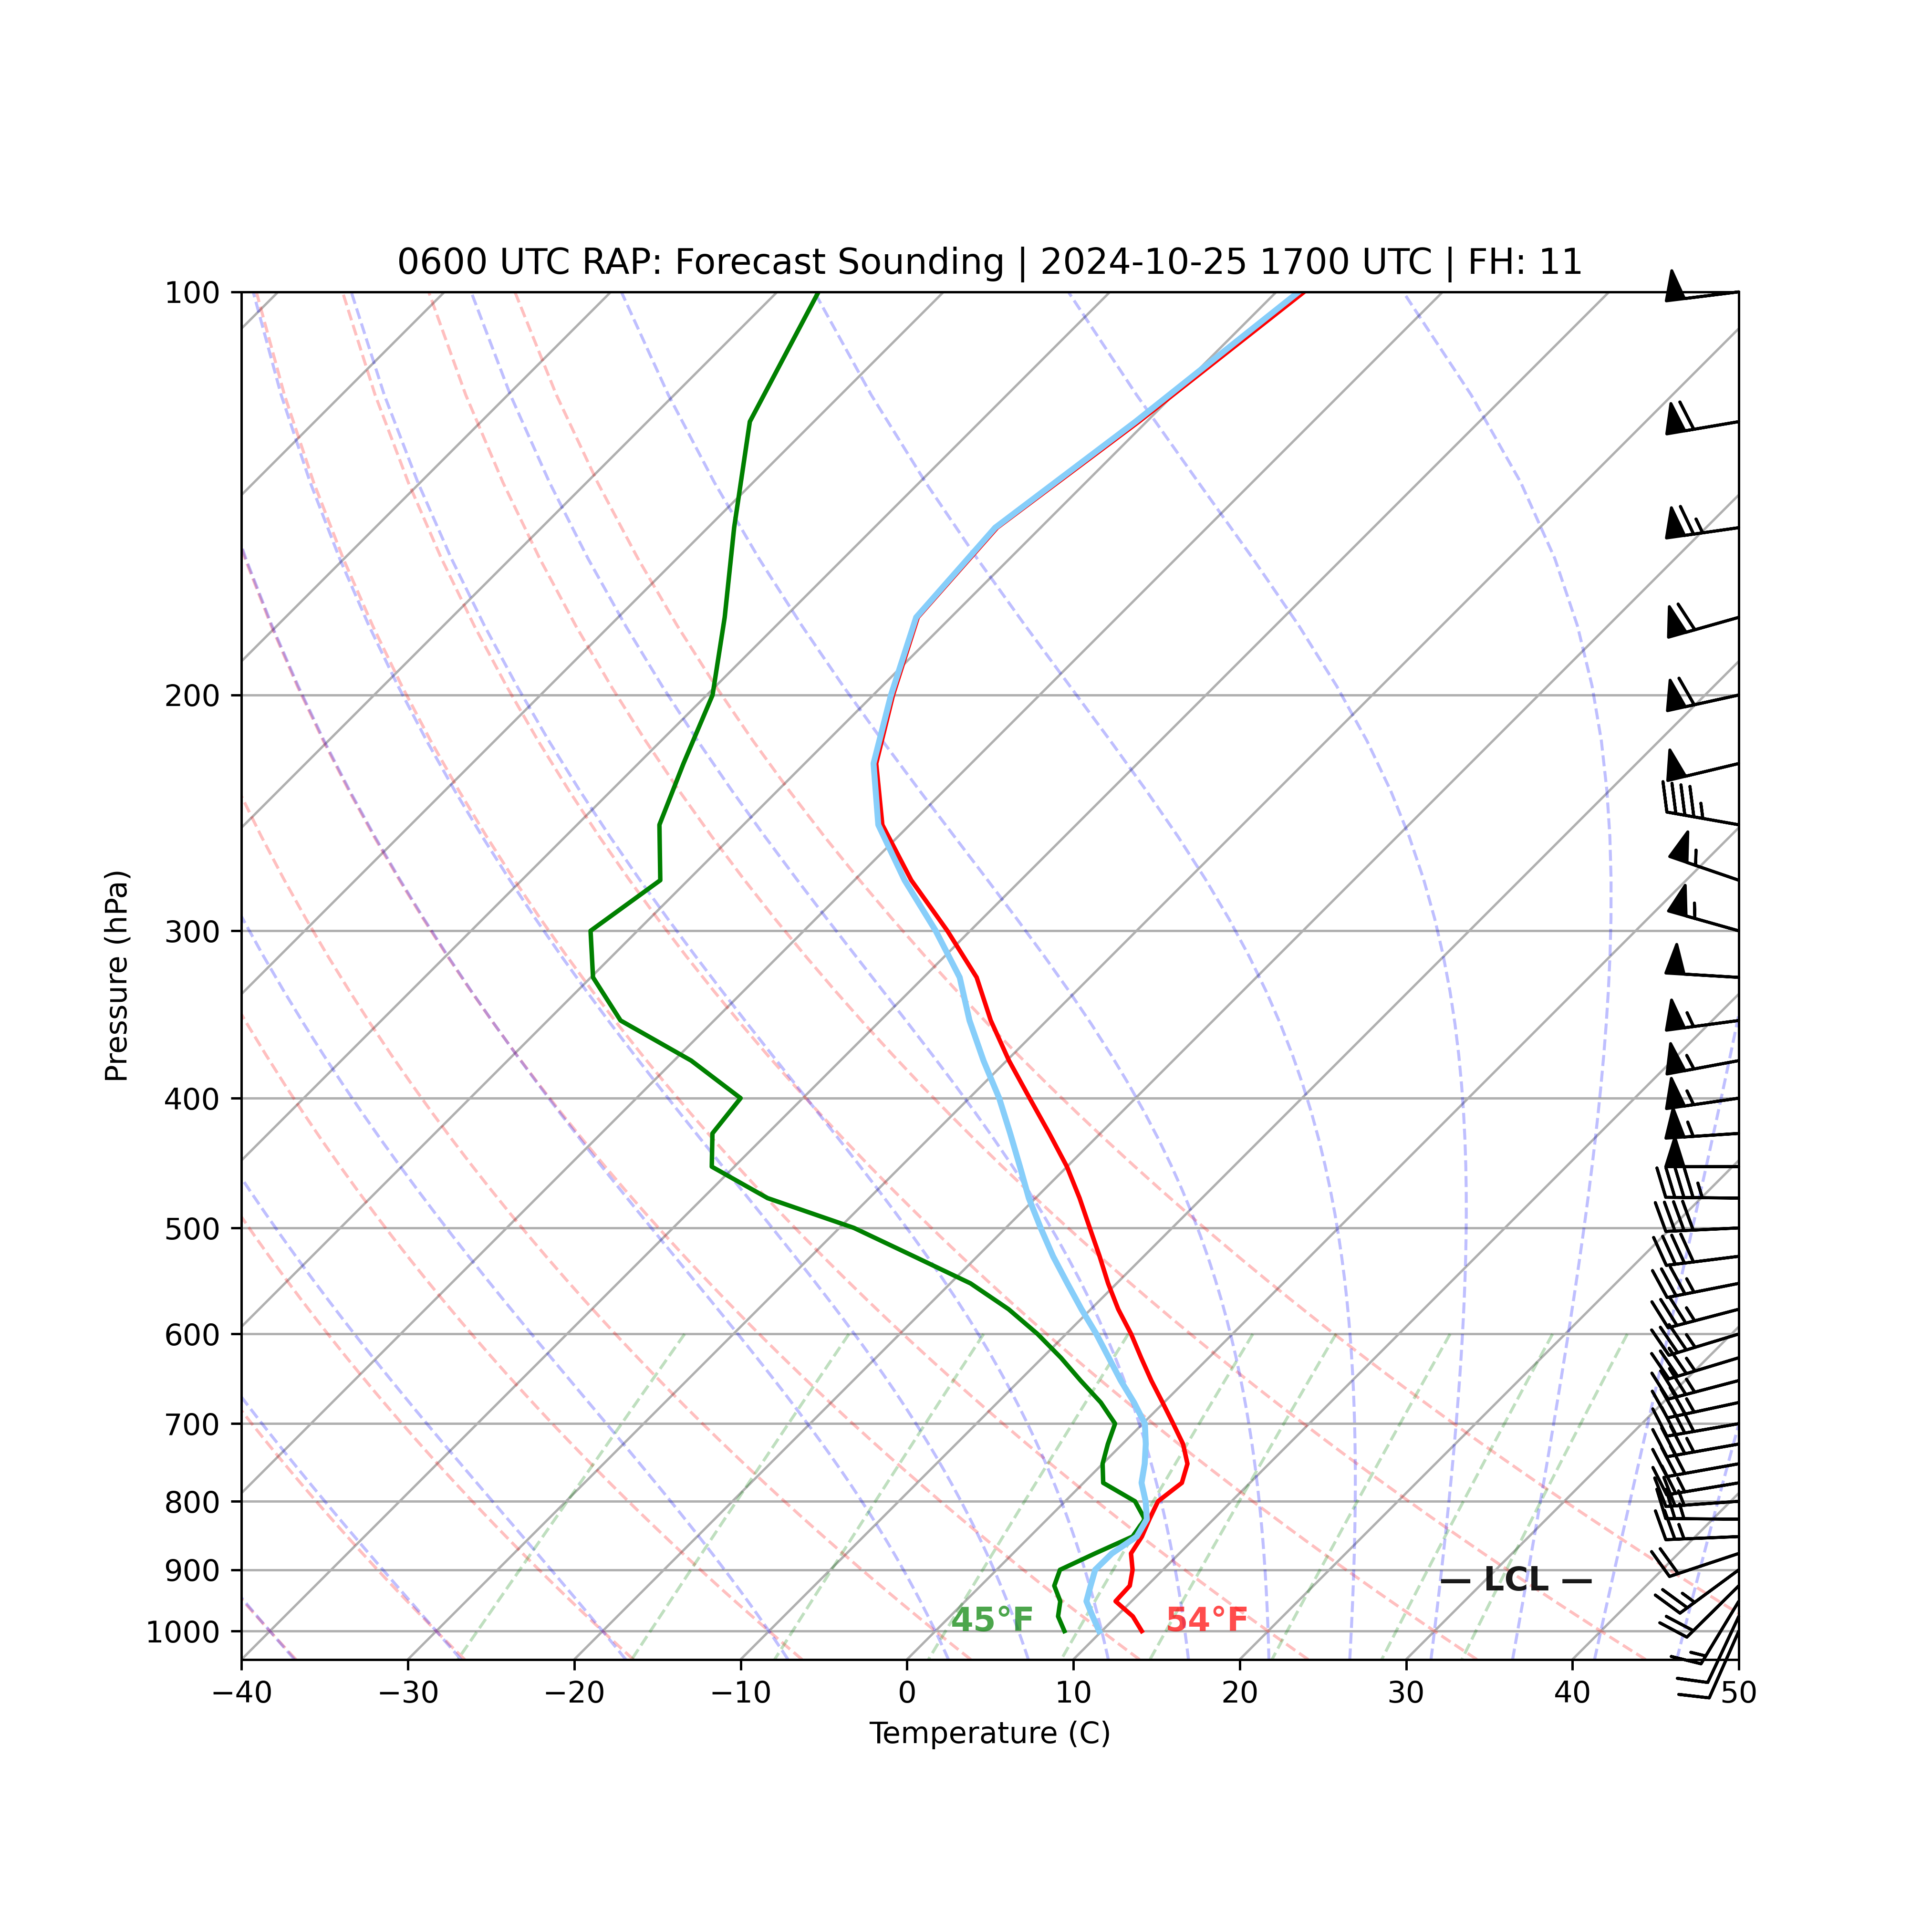 0600 UTC RAP: Forecast Sounding | 2024-10-25 1700 UTC | FH: 11
100
200
300
400
500
600
700
800
900
1000
Pressure (hPa)
— LCL —
45°F
54°F
−40 −30 −20 −10 0 10 20 30 40 50
Temperature (C)